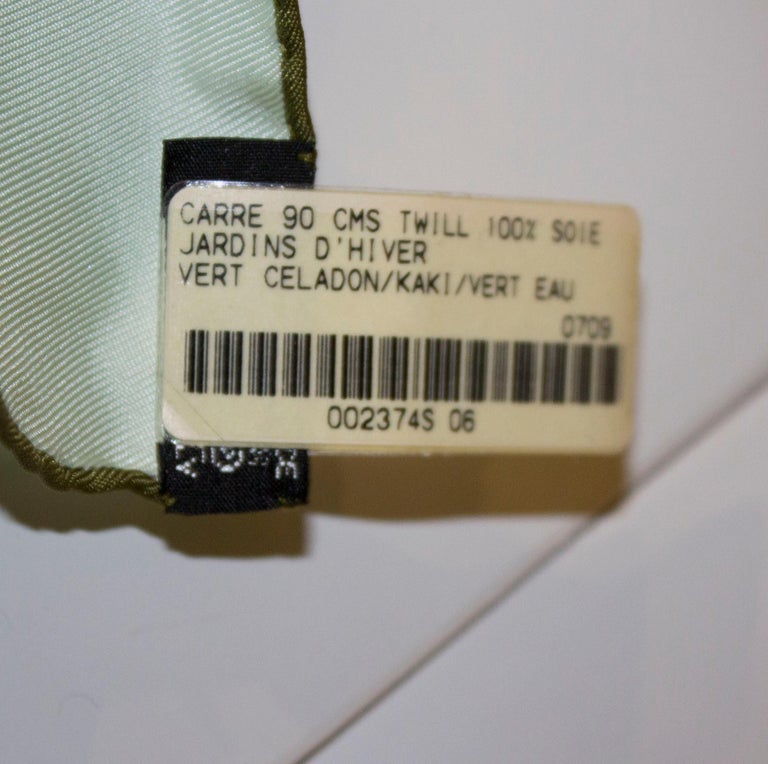 CARRE 90 CMS TWILL 100% SOIE
JARDINS D'HIVER
VERT CELADON/KAKI/VERT EAU
0709
002374S 06